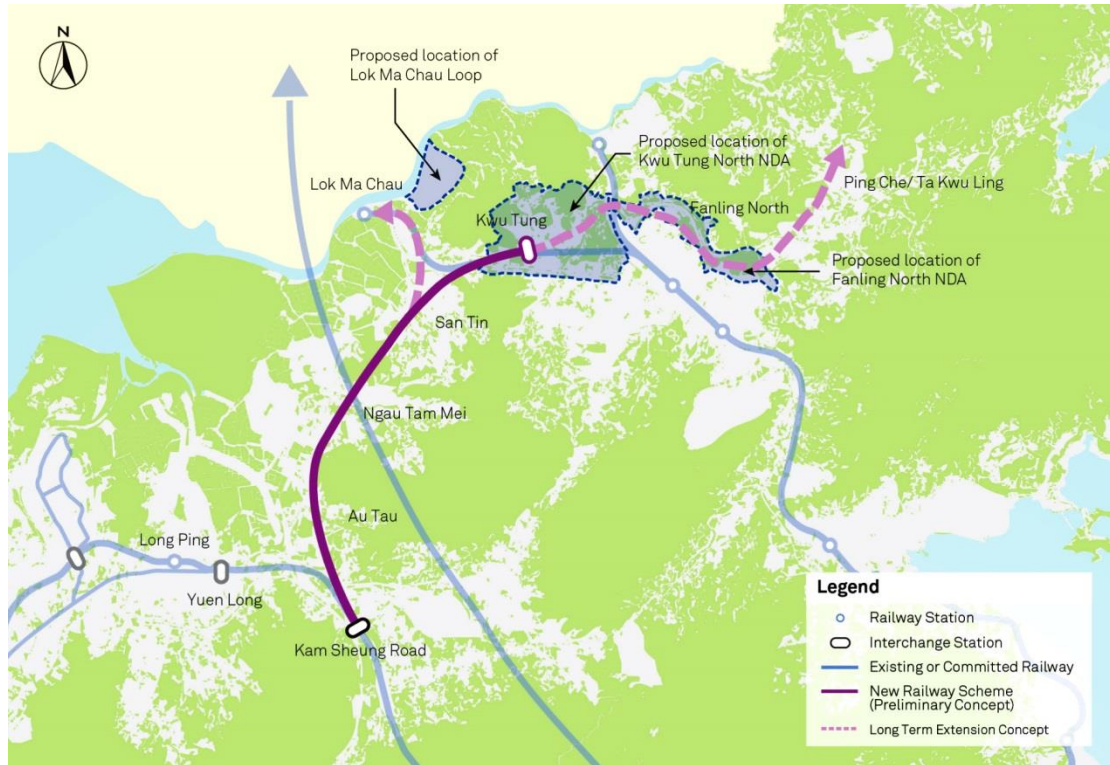 N
Proposed location of
Lok Ma Chau Loop
Proposed location of
Kwu Tung North NDA
Ping Che/ Ta Kwu Ling
Lok Ma Chau
Kwu Tung
Fanling North
Proposed location of
Fanling North NDA
San Tin
Ngau Tam Mei
Au Tau
Long Ping
Yuen Long
Kam Sheung Road
Legend
Railway Station
Interchange Station
Existing or Committed Railway
New Railway Scheme
(Preliminary Concept)
Long Term Extension Concept